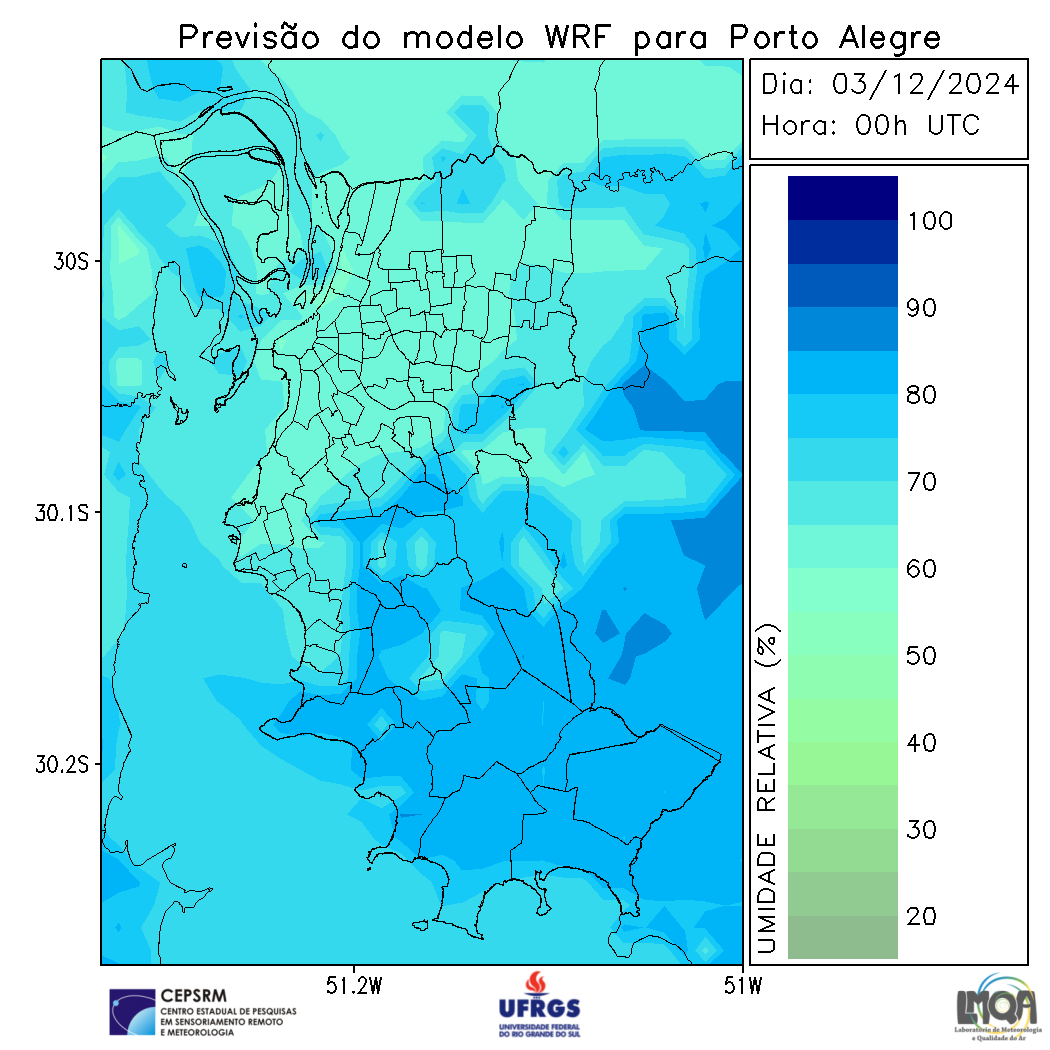 Previsão do modelo WRF para Porto Alegre
Dia: 03/12/2024
Hora: 00h UTC
100
90
80
70
60
50
40
30
20
UMIDADE RELATIVA (%)
30S
30.1S
30.2S
51.2W
51W
CEPSRM
CENTRO ESTADUAL DE PESQUISAS
EM SENSORIAMENTO REMOTO
E METEOROLOGIA
UFRGS
UNIVERSIDADE FEDERAL
DO RIO GRANDE DO SUL
LMQA
Laboratório de Meteorologia
e Qualidade do Ar